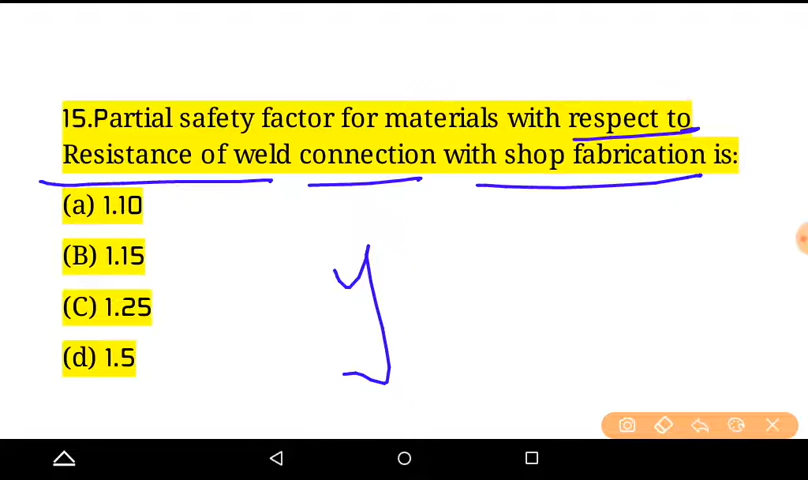 15.Partial safety factor for materials with respect to
Resistance of weld connection with shop fabrication is:
(a) 1.10
(B) 1.15
(C) 1.25
(d) 1.5
y